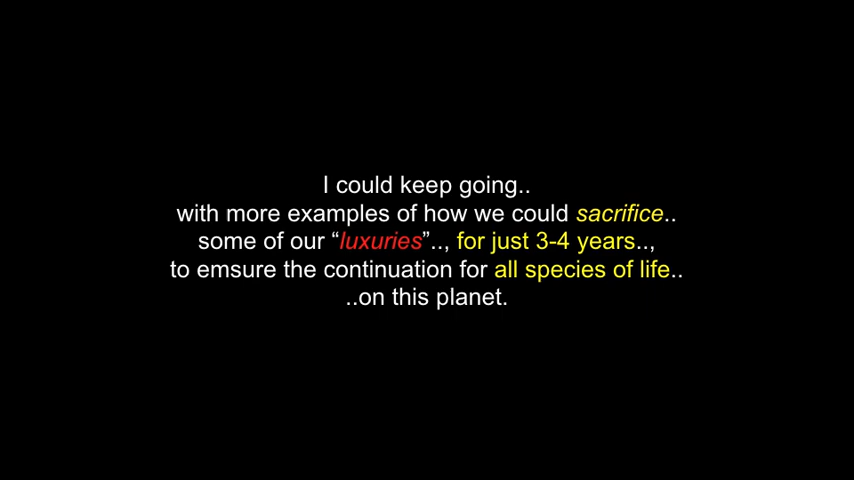 I could keep going..
with more examples of how we could sacrifice..
some of our “luxuries”.., for just 3-4 years..,
to emsure the continuation for all species of life..
..on this planet.